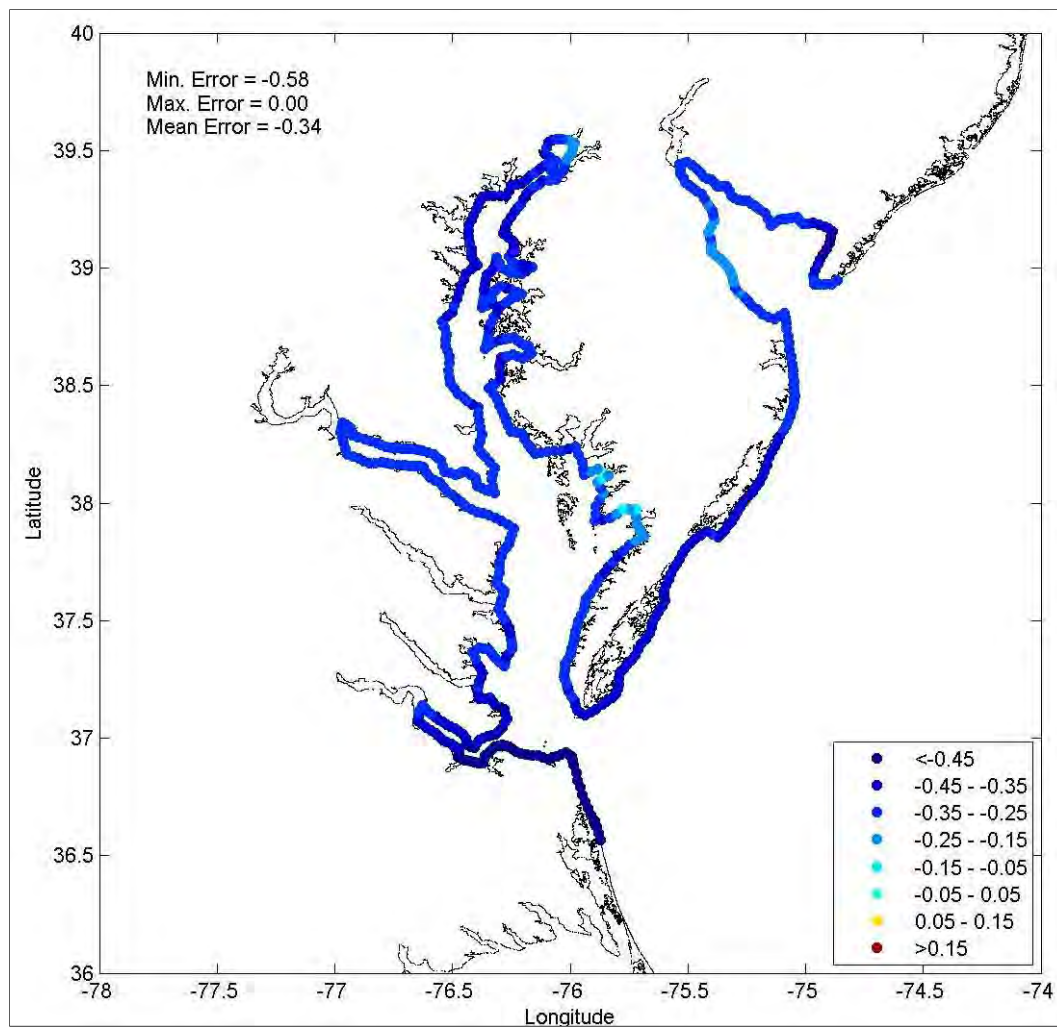 Min. Error = -0.58
Max. Error = 0.00
Mean Error = -0.34
40
39.5
39
38.5
38
37.5
37
36.5
36
Latitude
<-0.45
-0.45 - -0.35
-0.35 - -0.25
-0.25 - -0.15
-0.15 - -0.05
-0.05 - 0.05
0.05 - 0.15
>0.15
-78 -77.5 -77 -76.5 -76 -75.5 -75 -74.5 -74
Longitude